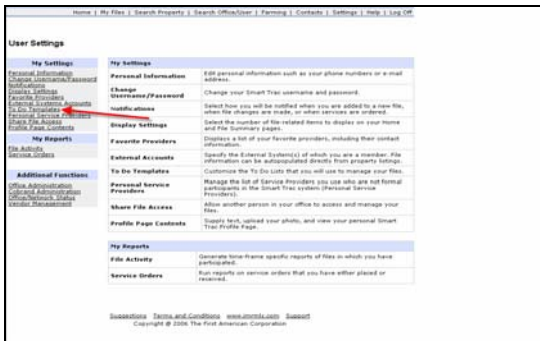 Home | My Files | Search Property | Search Office/User | Farming | Contacts | Settings | Help | Log Off
User Settings
My Settings
Personal Information
Change Username/Password
Notifications
Display Settings
Favorite Providers
External Systems Accounts
To Do Templates
Personal Service Providers
Share File Access
Profile Page Contents
My Reports
File Activity
Service Orders
Additional Functions
Office Administration
Cobrand Administration
Office/Network Status
Vendor Management
My Settings
Personal Information
Edit personal information such as your phone numbers or e-mail
address.
Change
Username/Password
Change your Smart Trac username and password.
Notifications
Select how you will be notified when you are added to a new file,
when file changes are made, or when services are ordered.
Display Settings
Select the number of file-related items to display on your Home
and File Summary pages.
Favorite Providers
Displays a list of your favorite providers, including their contact
information.
External Accounts
Specify the External System(s) of which you are a member. File
information can be autopopulated directly from property listings.
To Do Templates
Customize the To Do Lists that you will use to manage your files.
Personal Service
Providers
Manage the list of Service Providers you use who are not formal
participants in the Smart Trac system (Personal Service
Providers).
Share File Access
Allow another person in your office to access and manage your
files.
Profile Page Contents
Supply text, upload your photo, and view your personal Smart
Trac Profile Page.
My Reports
File Activity
Generate time-frame specific reports of files in which you have
participated.
Service Orders
Run reports on service orders that you have either placed or
received.
Suggestions Terms and Conditions www.imrmls.com Support
Copyright @ 2006 The First American Corporation